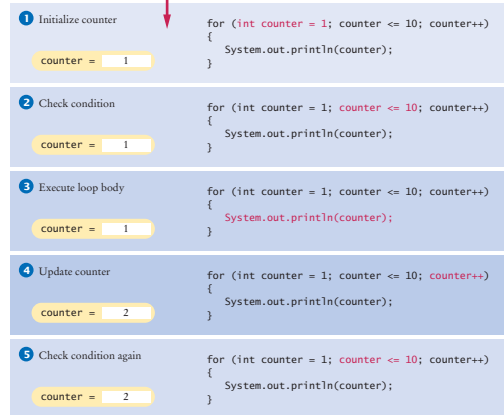 1 Initialize counter
for (int counter = 1; counter <= 10; counter++)
{
System.out.println(counter);
}
counter = 1
2 Check condition
for (int counter = 1; counter <= 10; counter++)
{
System.out.println(counter);
}
counter = 1
3 Execute loop body
for (int counter = 1; counter <= 10; counter++)
{
System.out.println(counter);
}
counter = 1
4 Update counter
for (int counter = 1; counter <= 10; counter++)
{
System.out.println(counter);
}
counter = 2
5 Check condition again
for (int counter = 1; counter <= 10; counter++)
{
System.out.println(counter);
}
counter = 2